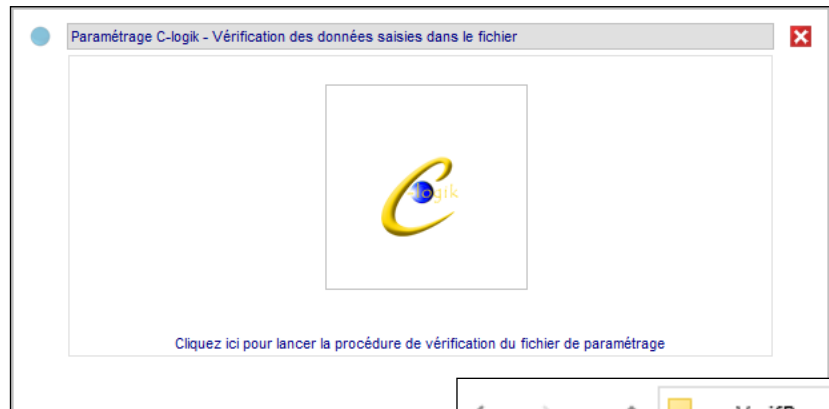 Paramétrage C-logik - Vérification des données saisies dans le fichier
C-logik
Cliquez ici pour lancer la procédure de vérification du fichier de paramétrage